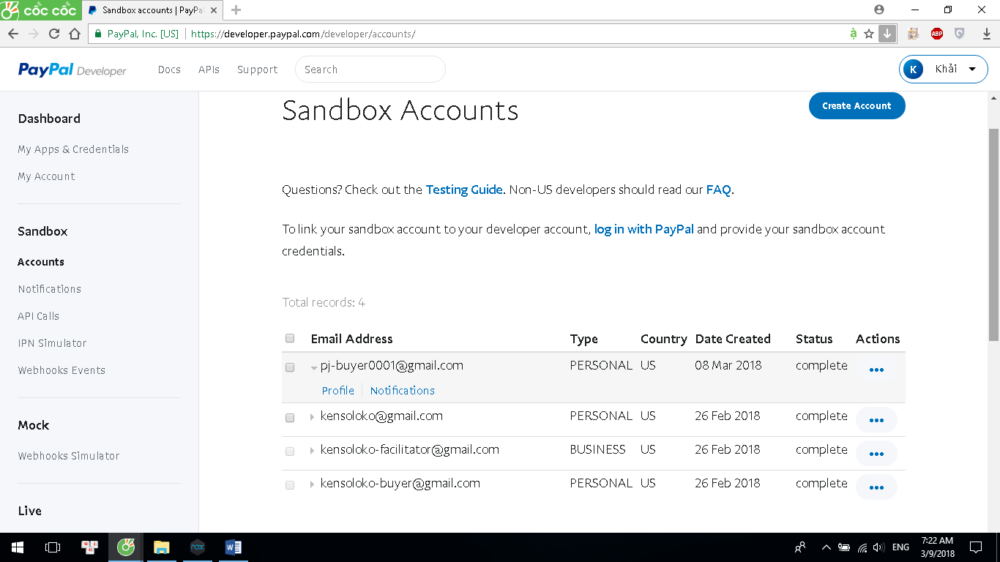 cốc cốc
Sandbox accounts | PayPa
PayPal, Inc. [US] https://developer.paypal.com/developer/accounts/
ABP
PayPal Developer Docs APIs Support Search K Khải
Dashboard
My Apps & Credentials
My Account
Sandbox
Accounts
Notifications
API Calls
IPN Simulator
Webhooks Events
Mock
Webhooks Simulator
Live
Sandbox Accounts Create Account
Questions? Check out the Testing Guide. Non-US developers should read our FAQ.
To link your sandbox account to your developer account, log in with PayPal and provide your sandbox account
credentials.
Total records: 4
Email Address Type Country Date Created Status Actions
pj-buyer0001@gmail.com PERSONAL US 08 Mar 2018 complete
Profile Notifications
kensoloko@gmail.com PERSONAL US 26 Feb 2018 complete
kensoloko-facilitator@gmail.com BUSINESS US 26 Feb 2018 complete
kensoloko-buyer@gmail.com PERSONAL US 26 Feb 2018 complete
nox
W
ENG
7:22 AM
3/9/2018